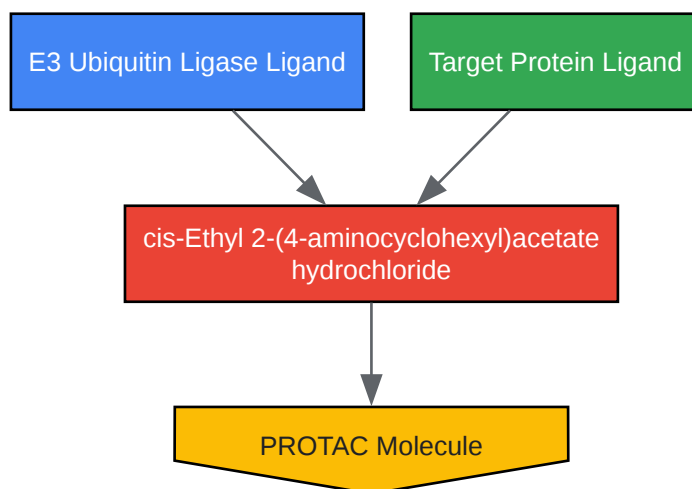 E3 Ubiquitin Ligase Ligand
Target Protein Ligand
cis-Ethyl 2-(4-aminocyclohexyl)acetate
hydrochloride
PROTAC Molecule